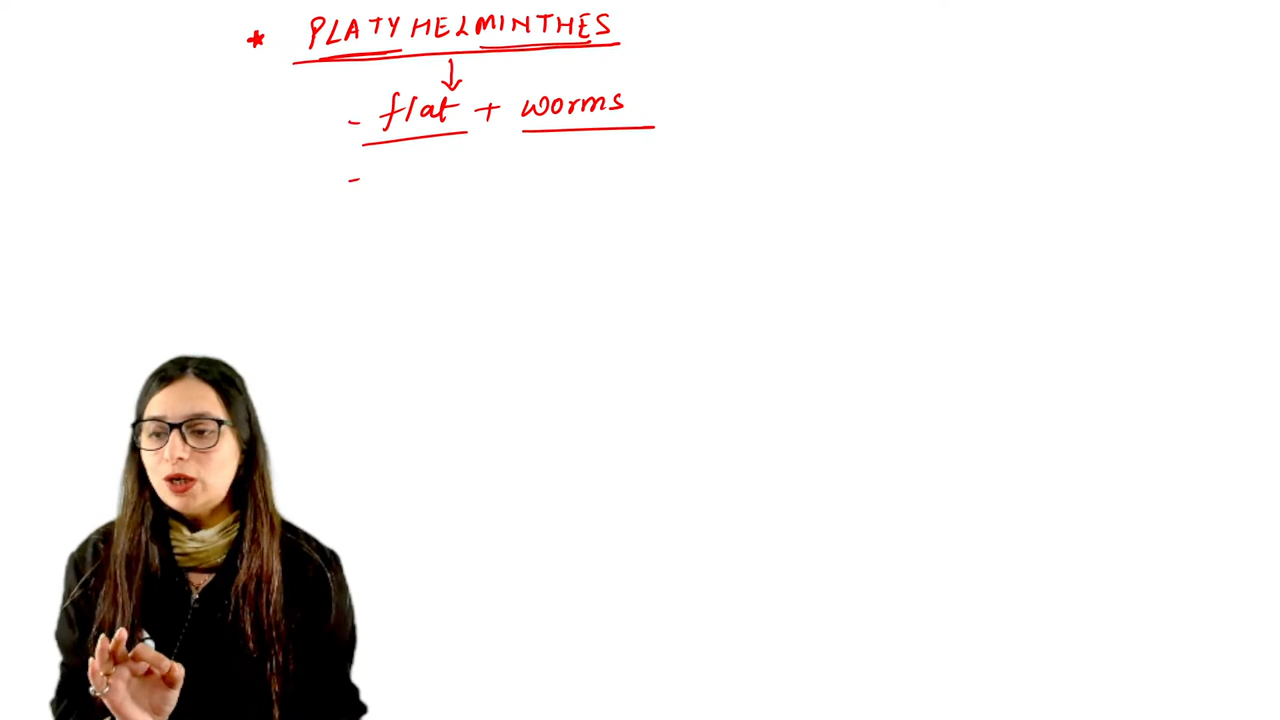 * PLATYHELMINTHES
↓
- flat + worms
-